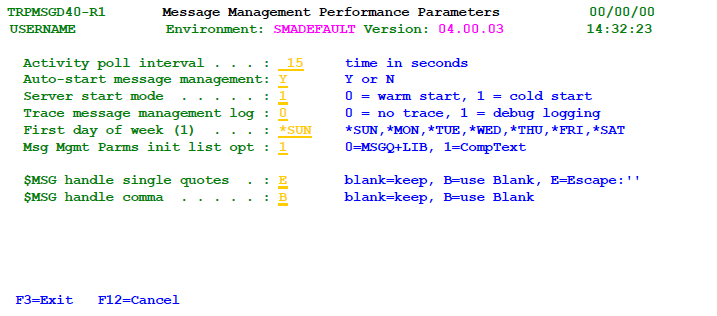 TRPMSGD40-R1 Message Management Performance Parameters 00/00/00
USERNAME Environment: SMADEFAULT Version: 04.00.03 14:32:23
Activity poll interval . . . : 15 time in seconds
Auto-start message management: Y Y or N
Server start mode . . . . . : 1 0 = warm start, 1 = cold start
Trace message management log : 0 0 = no trace, 1 = debug logging
First day of week (1) . . . : *SUN *SUN,*MON,*TUE,*WED,*THU,*FRI,*SAT
Msg Mgmt Parms init list opt : 1 0=MSGQ+LIB, 1=CompText
$MSG handle single quotes . : E blank=keep, B=use Blank, E=Escape:''
$MSG handle comma . . . . . : B blank=keep, B=use Blank
F3=Exit F12=Cancel